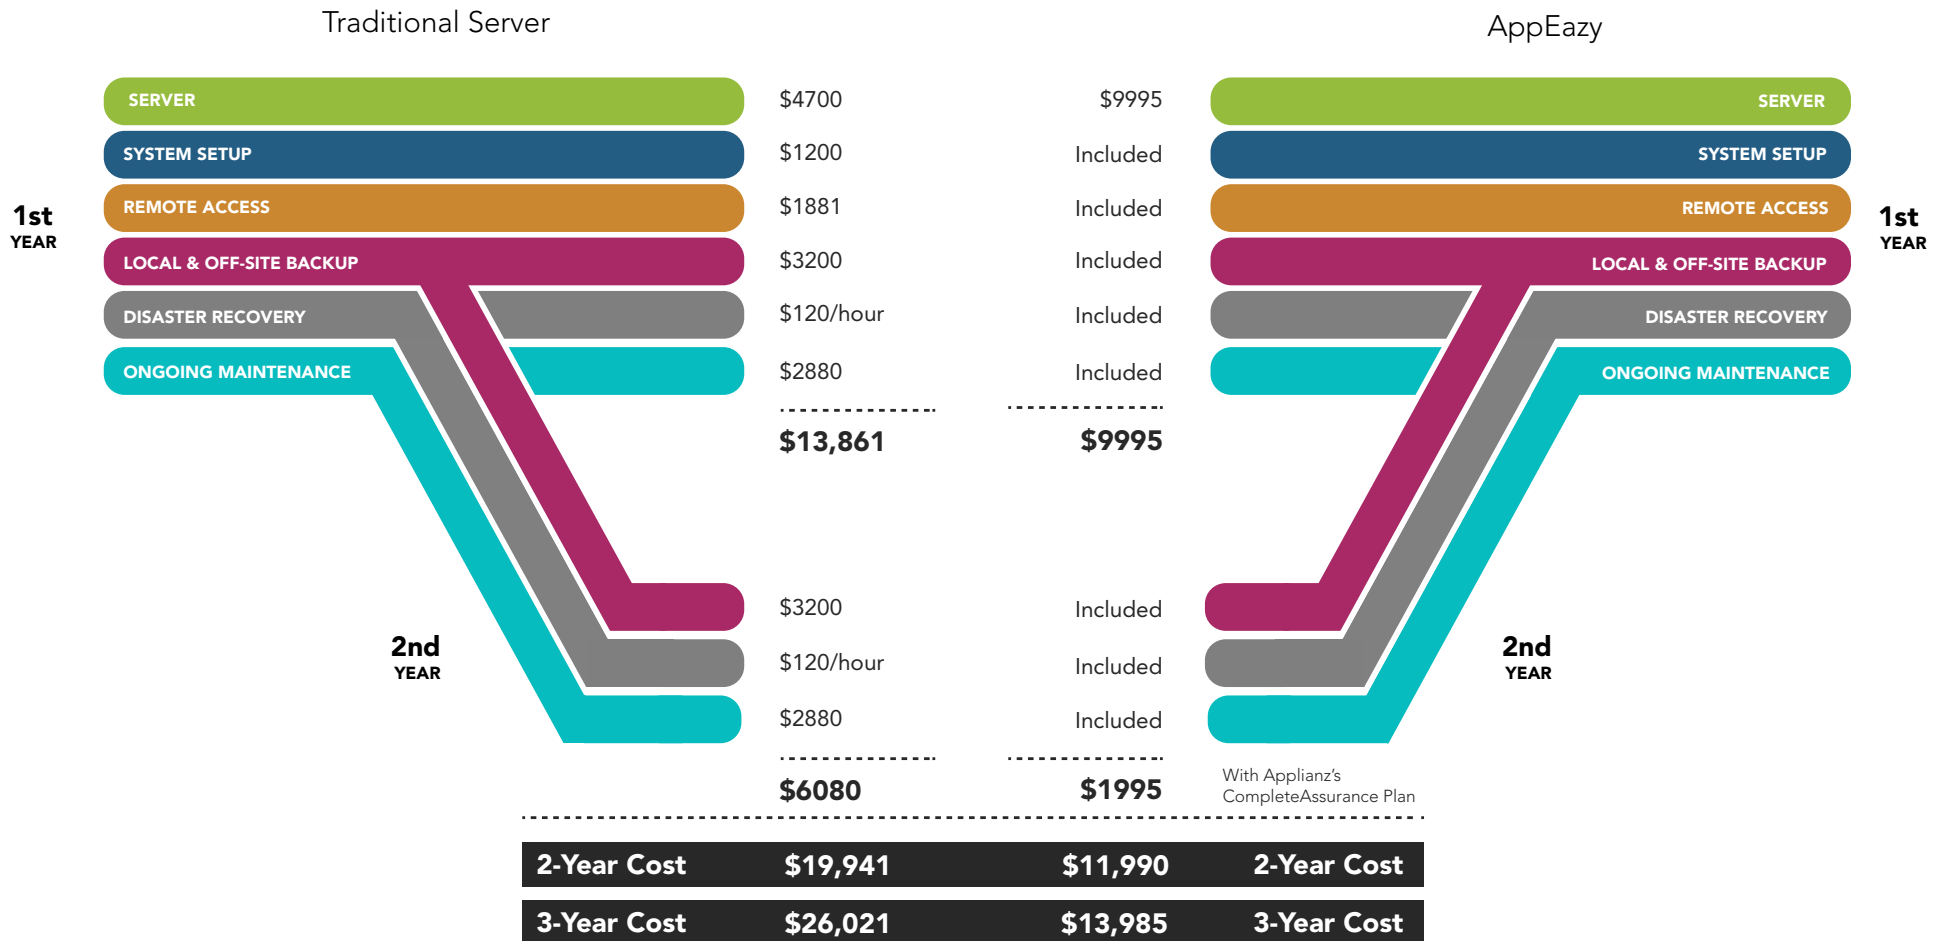 Traditional Server
AppEazy
SERVER $4700 $9995 SERVER
SYSTEM SETUP $1200 Included SYSTEM SETUP
REMOTE ACCESS $1881 Included REMOTE ACCESS
1st
YEAR
1st
YEAR
LOCAL & OFF-SITE BACKUP $3200 Included LOCAL & OFF-SITE BACKUP
DISASTER RECOVERY $120/hour Included DISASTER RECOVERY
ONGOING MAINTENANCE $2880 Included ONGOING MAINTENANCE
$13,861 $9995
$3200 Included
2nd
YEAR
2nd
YEAR
$120/hour Included
$2880 Included
$6080 $1995
With Applianz’s
CompleteAssurance Plan
2-Year Cost $19,941 $11,990 2-Year Cost
3-Year Cost $26,021 $13,985 3-Year Cost